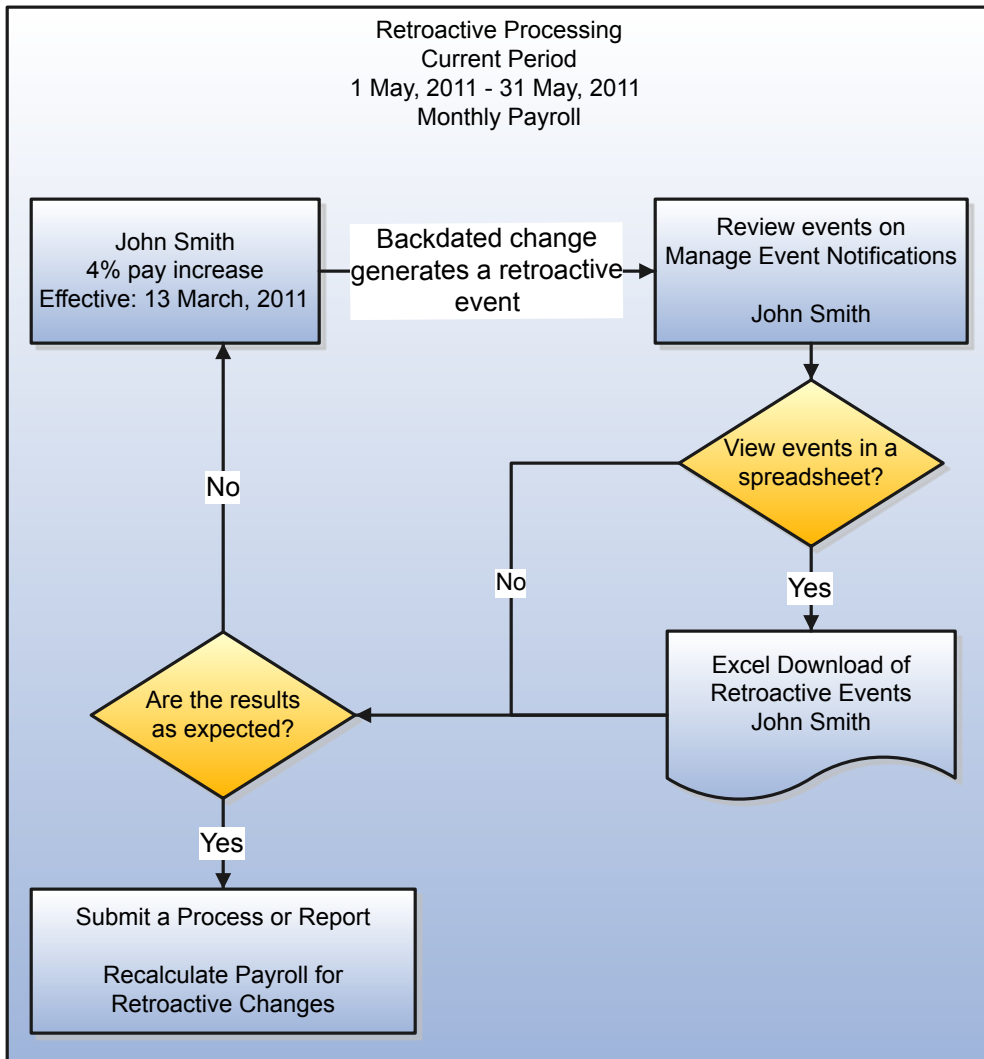 Retroactive Processing
Current Period
1 May, 2011 - 31 May, 2011
Monthly Payroll
John Smith
4% pay increase
Effective: 13 March, 2011
Backdated change
generates a retroactive
event
Review events on
Manage Event Notifications
John Smith
View events in a
spreadsheet?
No
No
Yes
Excel Download of
Retroactive Events
John Smith
Are the results
as expected?
Yes
Submit a Process or Report
Recalculate Payroll for
Retroactive Changes